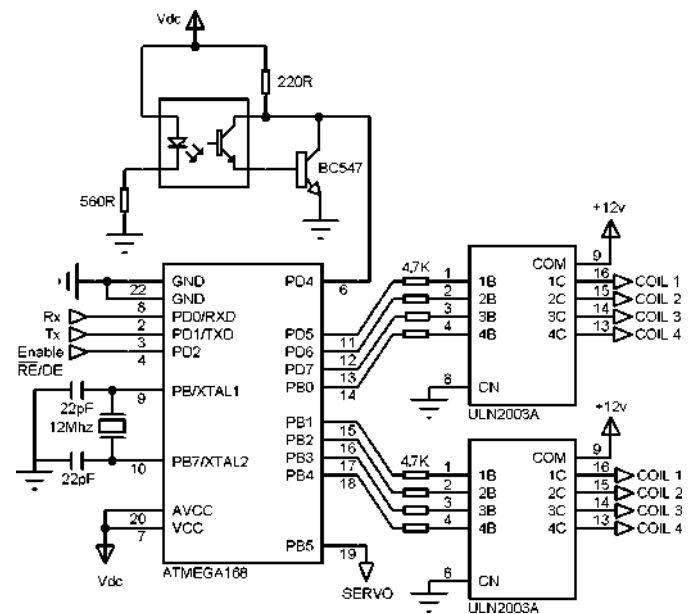 Vdc
220R
BC547
560R
+12v
GND
22
GND
8
PD0/RXD
Rx
2
PD1/TXD
Tx
3
PD2
Enable
4
RE/DE
PB/XTAL1
9
22pF
12Mhz
PB7/XTAL2
10
22pF
AVCC
20
VCC
7
Vdc
ATMEGA168
PD4
6
PD5
11
PD6
12
PD7
13
PB0
14
PB1
15
PB2
16
PB3
17
PB4
18
PB5
19
SERVO
4,7K
1
2
3
4
1B
2B
3B
4B
8
CN
COM
9
1C
16
COIL 1
2C
15
COIL 2
3C
14
COIL 3
4C
13
COIL 4
ULN2003A
+12v
4,7K
1
2
3
4
1B
2B
3B
4B
8
CN
COM
9
1C
16
COIL 1
2C
15
COIL 2
3C
14
COIL 3
4C
13
COIL 4
ULN2003A